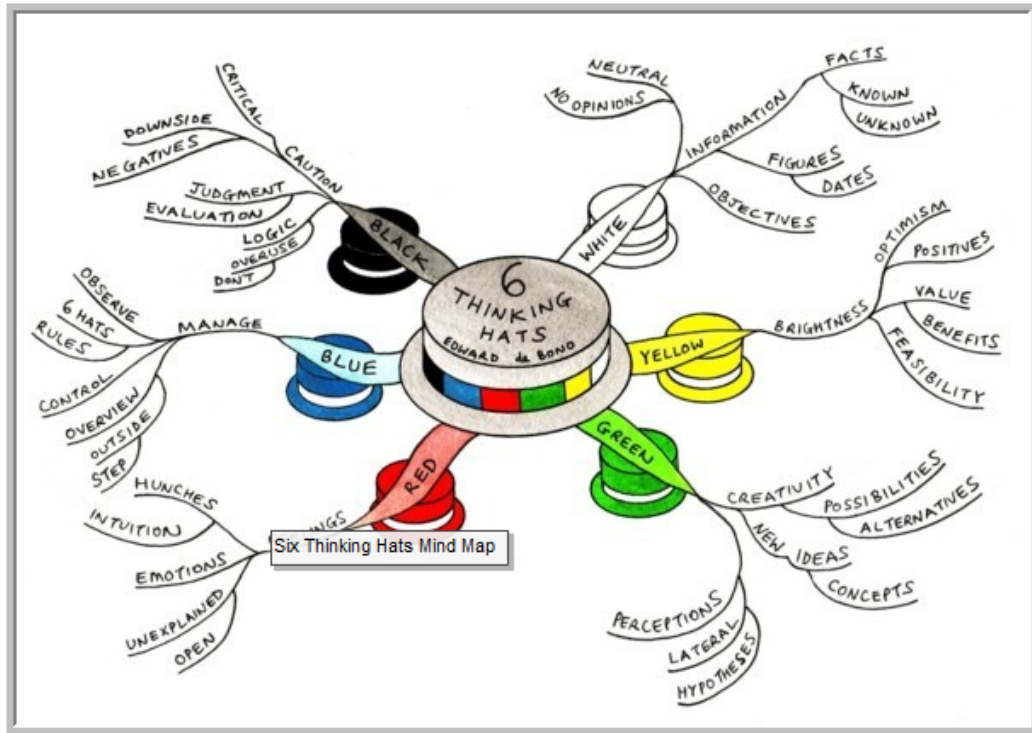 6
THINKING
HATS
EDWARD de BONO
WHITE
NEUTRAL
NO OPINIONS
INFORMATION
FACTS
KNOWN
UNKNOWN
FIGURES
DATES
OBJECTIVES
YELLOW
BRIGHTNESS
OPTIMISM
POSITIVES
VALUE
BENEFITS
FEASIBILITY
GREEN
CREATIVITY
POSSIBILITIES
ALTERNATIVES
NEW IDEAS
CONCEPTS
PERCEPTIONS
LATERAL
HYPOTHESES
RED
NGS
Six Thinking Hats Mind Map
HUNCHES
INTUITION
EMOTIONS
UNEXPLAINED
OPEN
BLUE
MANAGE
OBSERVE
6 HATS
RULES
CONTROL
OVERVIEW
OUTSIDE
STEP
BLACK
CAUTION
CRITICAL
DOWNSIDE
NEGATIVES
JUDGMENT
EVALUATION
LOGIC
OVERUSE
DONT